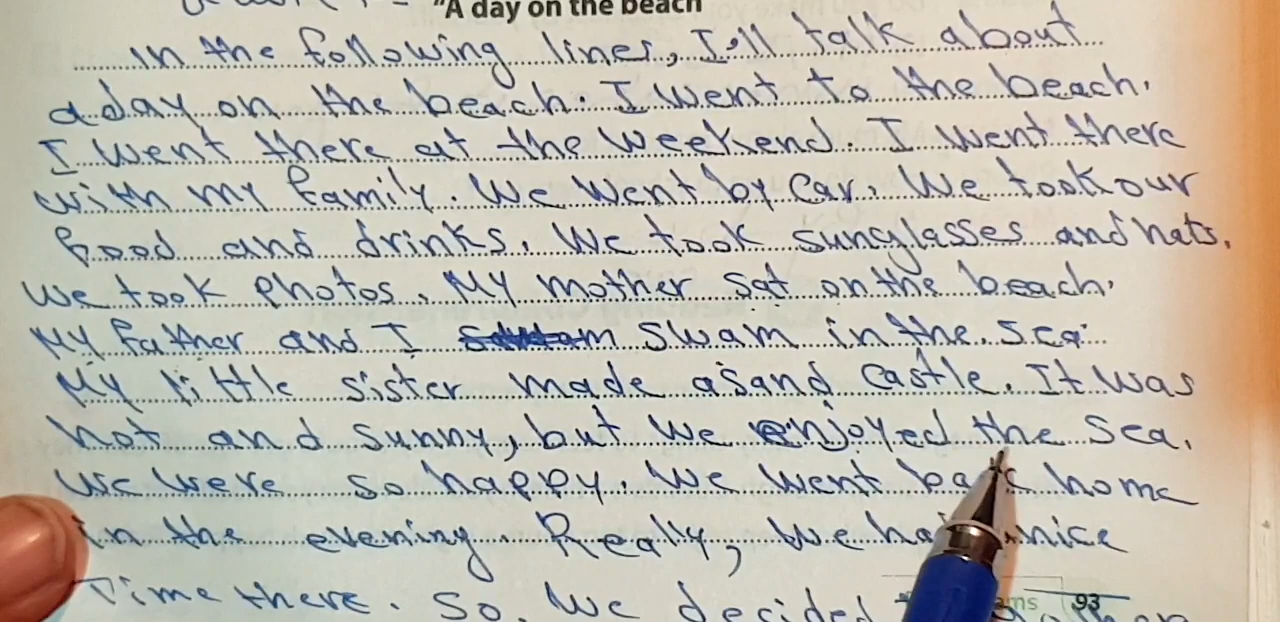 "A day on the beach
In the following lines, I'll talk about
a day on the beach. I went to the beach.
I went there at the weekend. I went there
with my family. We went by car. We took our
food and drinks. We took sunglasses and hats.
We took photos. My mother sat on the beach.
My father and I swam in the sea.
My little sister made a sand castle. It was
hot and sunny, but we enjoyed the sea.
We were so happy. We went back home
in the evening. Really, we had nice
Time there. So, we decided
93